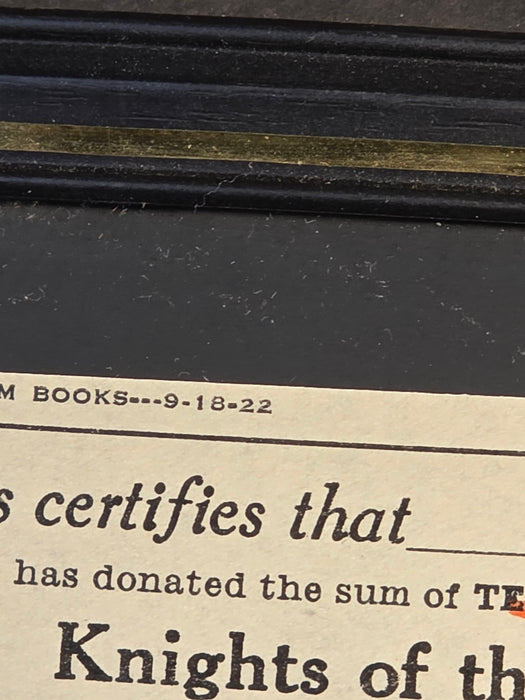 M BOOKS---9-18-22
s certifies that
has donated the sum of TE
Knights of th